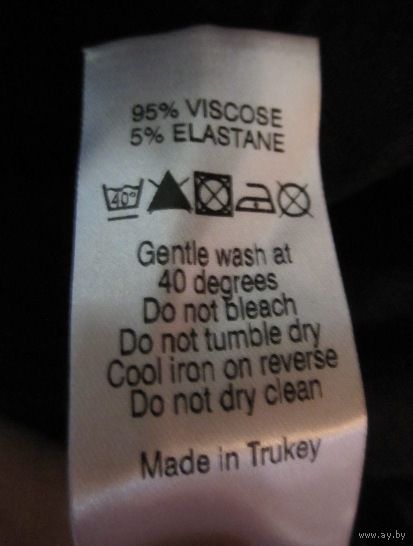 95% VISCOSE
5% ELASTANE
40°
Gentle wash at
40 degrees
Do not bleach
Do not tumble dry
Cool iron on reverse
Do not dry clean
Made in Trukey
www.ay.by